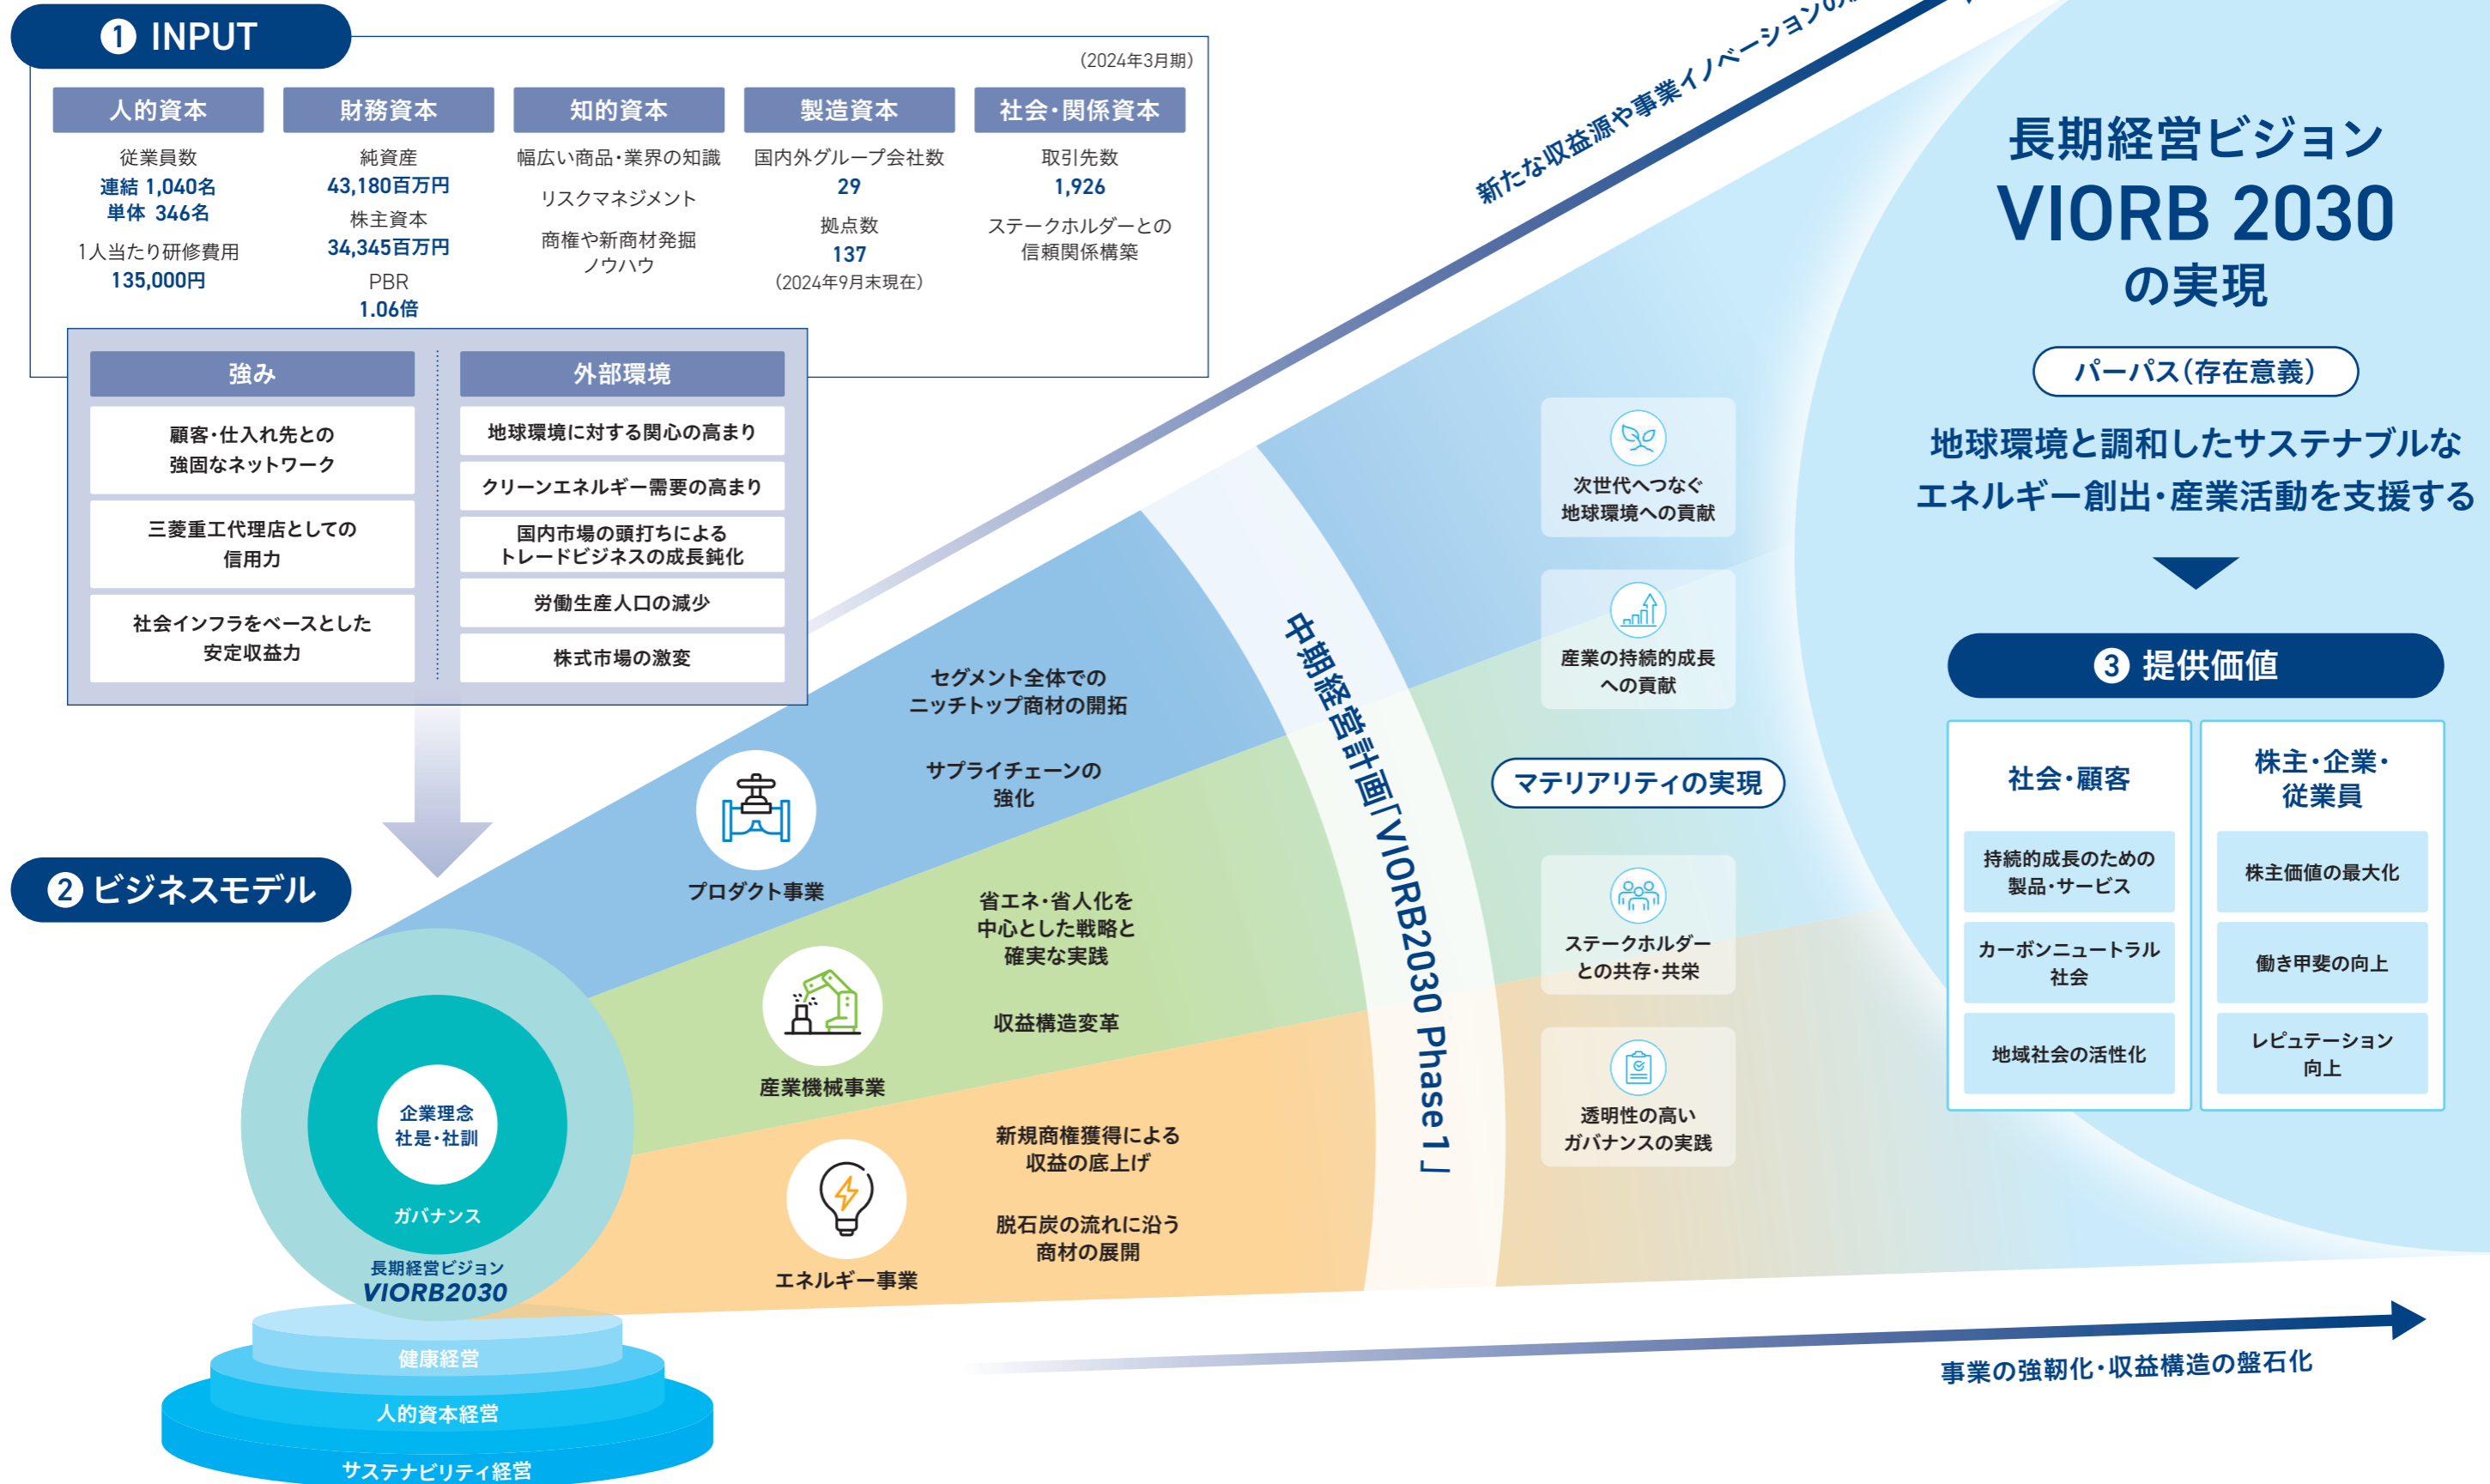 ① INPUT
（2024年3月期）
人的資本
従業員数
連結 1,040名
単体 346名
1人当たり研修費用
135,000円
財務資本
純資産
43,180百万円
株主資本
34,345百万円
PBR
1.06倍
知的資本
幅広い商品・業界の知識
リスクマネジメント
商権や新商材発掘
ノウハウ
製造資本
国内外グループ会社数
29
拠点数
137
（2024年9月末現在）
社会・関係資本
取引先数
1,926
ステークホルダーとの
信頼関係構築
強み
顧客・仕入れ先との
強固なネットワーク
三菱重工代理店としての
信用力
社会インフラをベースとした
安定収益力
外部環境
地球環境に対する関心の高まり
クリーンエネルギー需要の高まり
国内市場の頭打ちによる
トレードビジネスの成長鈍化
労働生産人口の減少
株式市場の激変
② ビジネスモデル
企業理念
社是・社訓
ガバナンス
長期経営ビジョン
VIORB2030
健康経営
人的資本経営
サステナビリティ経営
プロダクト事業
セグメント全体での
ニッチトップ商材の開拓
サプライチェーンの
強化
産業機械事業
省エネ・省人化を
中心とした戦略と
確実な実践
収益構造変革
エネルギー事業
新規商権獲得による
収益の底上げ
脱石炭の流れに沿う
商材の展開
中期経営計画「VIORB2030 Phase1」
新たな収益源や事業イノベーションの
次世代へつなぐ
地球環境への貢献
産業の持続的成長
への貢献
マテリアリティの実現
ステークホルダー
との共存・共栄
透明性の高い
ガバナンスの実践
事業の強靭化・収益構造の盤石化
長期経営ビジョン
VIORB 2030
の実現
パーパス（存在意義）
地球環境と調和したサステナブルな
エネルギー創出・産業活動を支援する
③ 提供価値
社会・顧客
持続的成長のための
製品・サービス
カーボンニュートラル
社会
地域社会の活性化
株主・企業・
従業員
株主価値の最大化
働き甲斐の向上
レピュテーション
向上